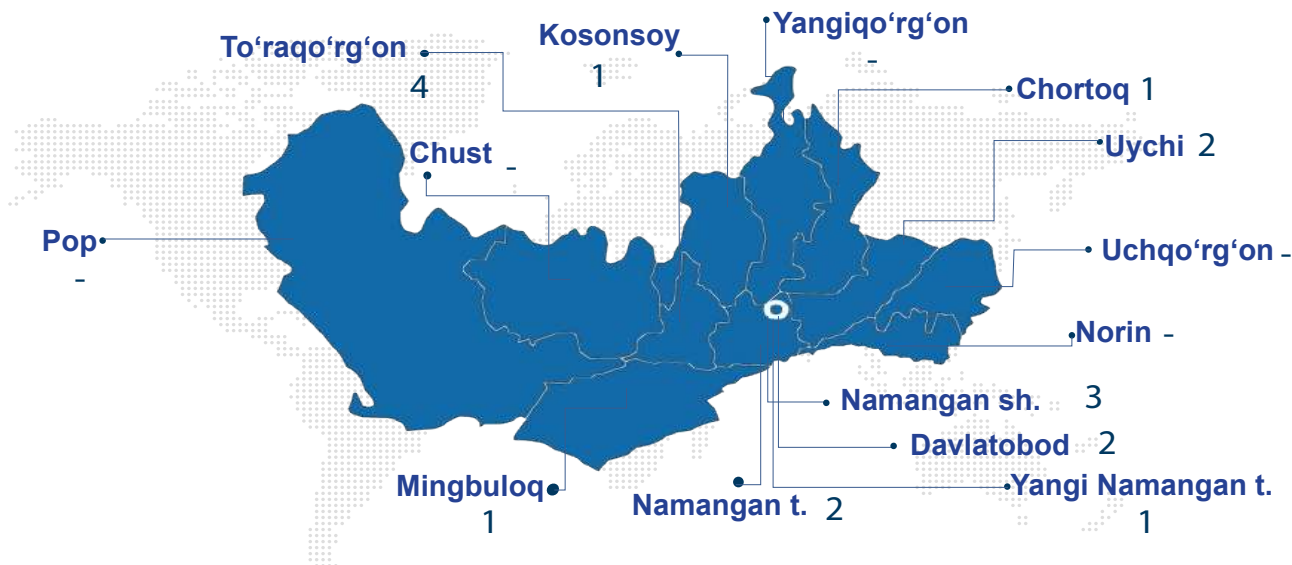 Yangiqo‘rg‘on
-
Kosonsoy
1
To‘raqo‘rg‘on
4
Chortoq 1
Uychi 2
Chust -
Pop
-
Uchqo‘rg‘on -
Norin -
Namangan sh. 3
Davlatobod 2
Mingbuloq
1
Namangan t. 2
Yangi Namangan t.
1